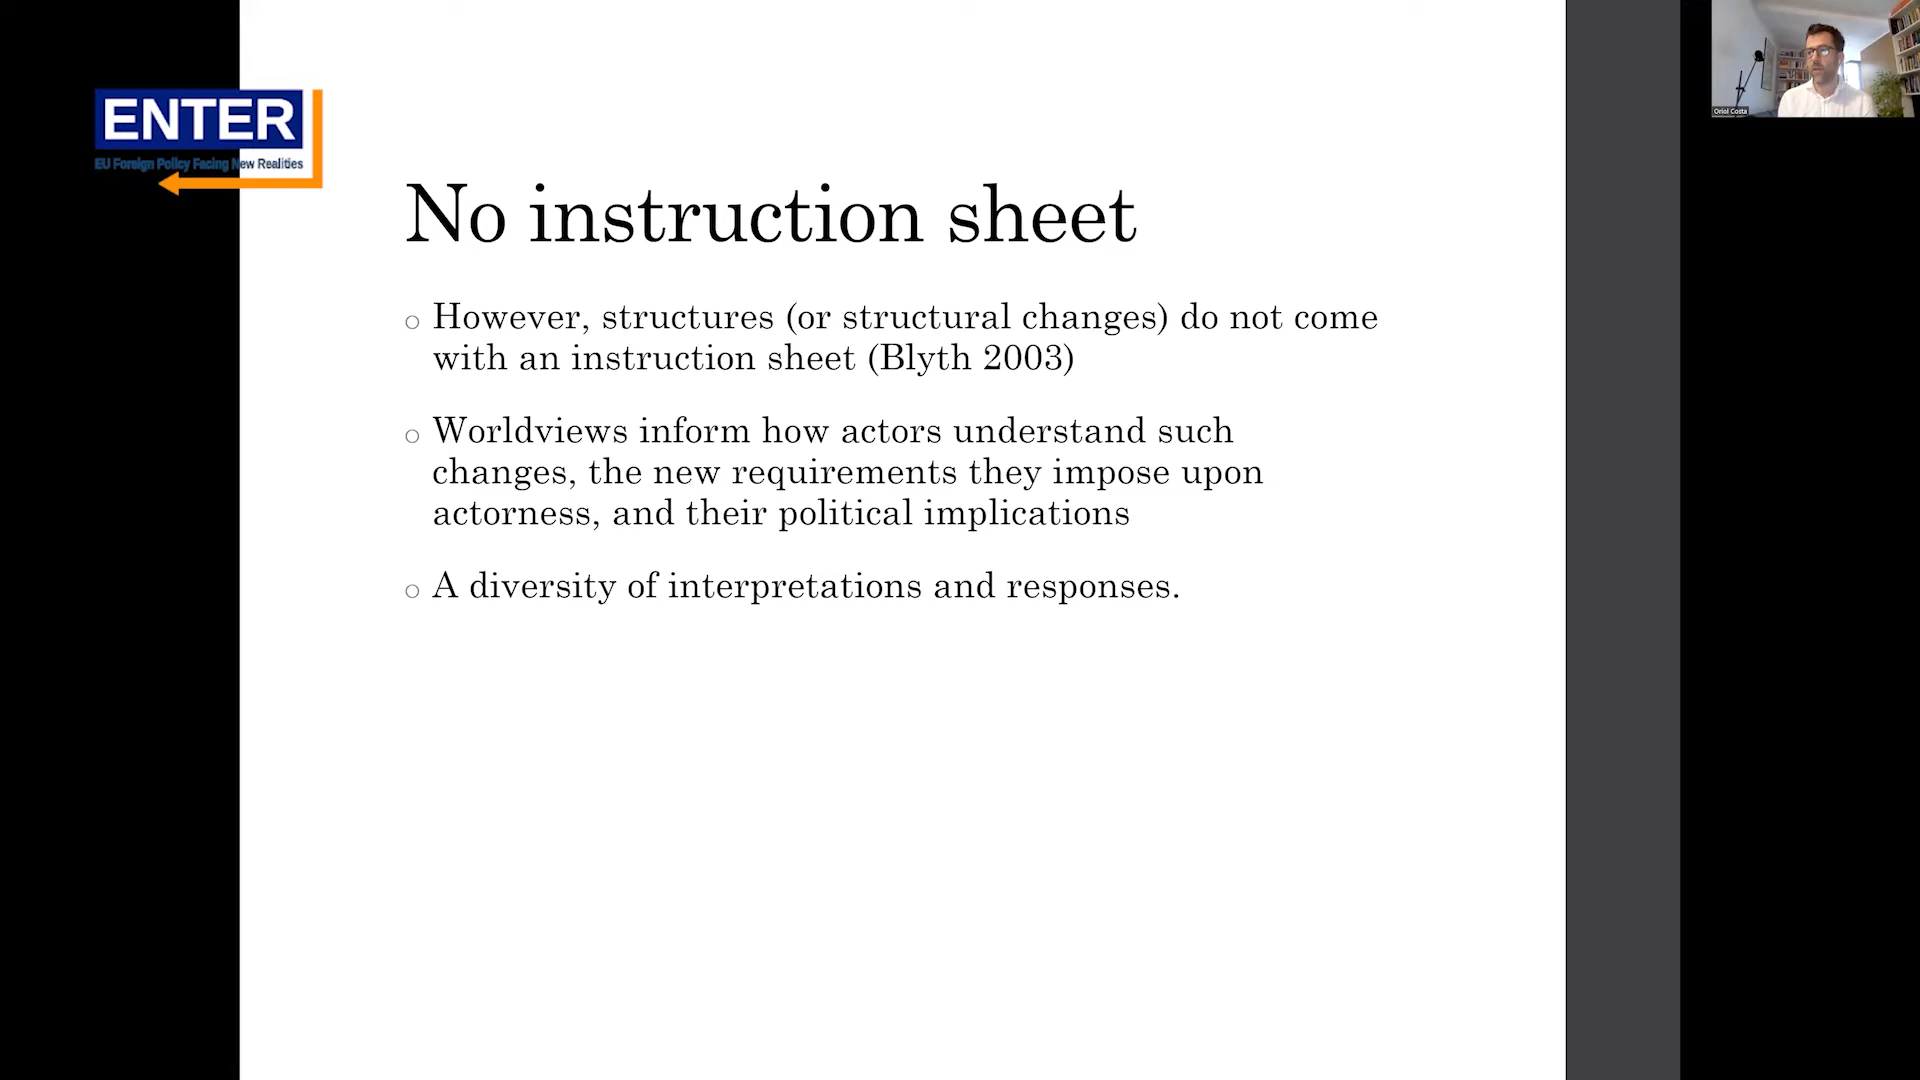 ENTER
EU Foreign Policy Facing New Realities
Oriol Costa
No instruction sheet
However, structures (or structural changes) do not come
with an instruction sheet (Blyth 2003)
Worldviews inform how actors understand such
changes, the new requirements they impose upon
actorness, and their political implications
A diversity of interpretations and responses.